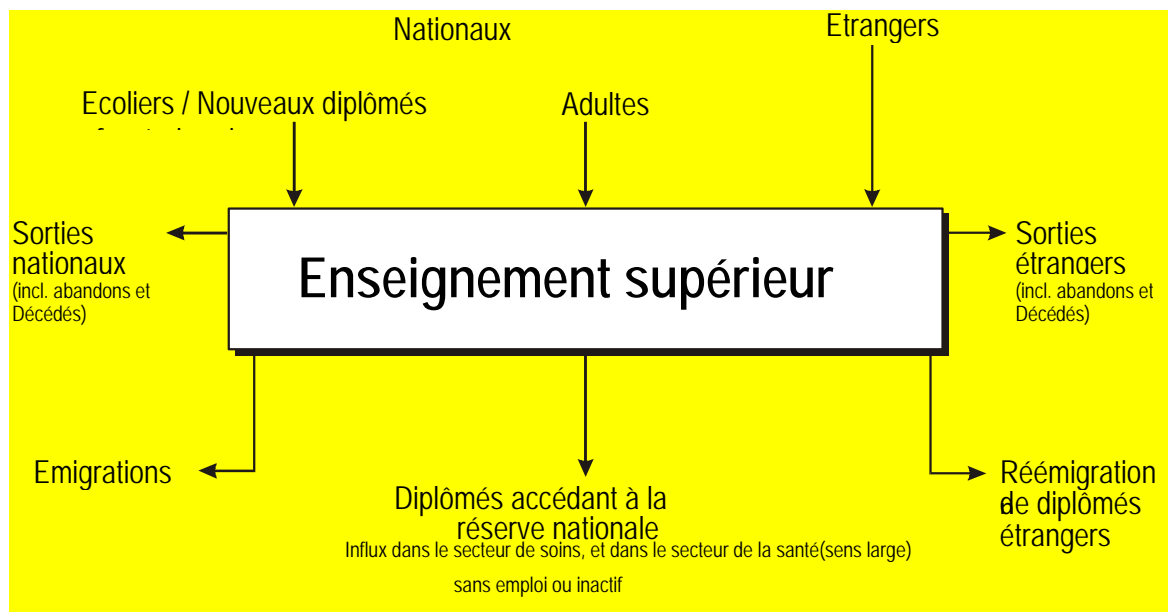 Nationaux
Etrangers
Ecoliers / Nouveaux diplômés
Adultes
Sorties
nationaux
(incl. abandons et
Décédés)
Enseignement supérieur
Sorties
étrangers
(incl. abandons et
Décédés)
Emigrations
Diplômés accédant à la
réserve nationale
Influx dans le secteur de soins, et dans le secteur de la santé(sens large)
sans emploi ou inactif
Réémigration
de diplômés
étrangers